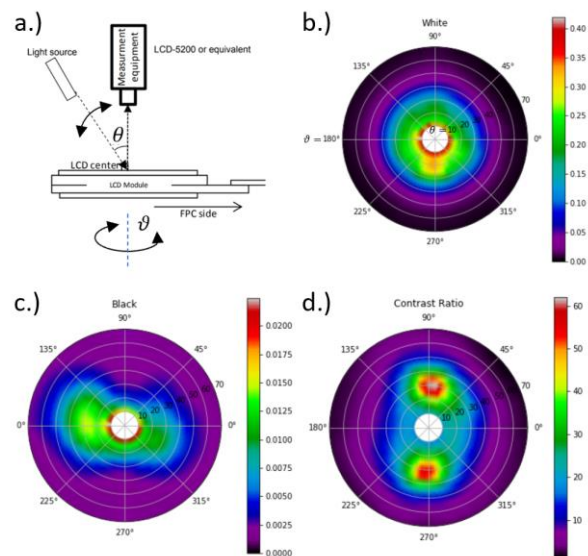 a.)
Light source
Measurment
equipment
LCD-5200 or equivalent
θ
LCD center
LCD Module
FPC side
ϑ
b.)
White
90°
135°
45°
70
ϑ = 180°
θ = 10 20 30
0°
225°
315°
270°
0.40
0.35
0.30
0.25
0.20
0.15
0.10
0.05
0.00
c.)
Black
90°
135°
45°
70
0°
10 20 30
0°
225°
315°
270°
0.0200
0.0175
0.0150
0.0125
0.0100
0.0075
0.0050
0.0025
0.0000
d.)
Contrast Ratio
90°
135°
45°
70
180°
10 20 30
0°
225°
315°
270°
60
50
40
30
20
10